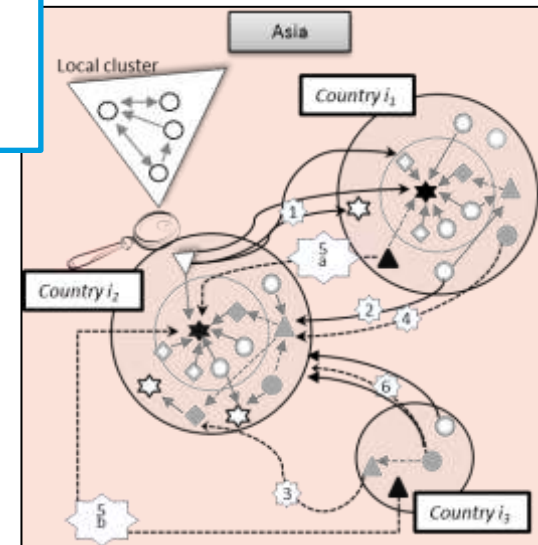 Asia
Local cluster
Country i₁
1
5
a
Country i₂
2
4
6
3
5
b
Country i₃